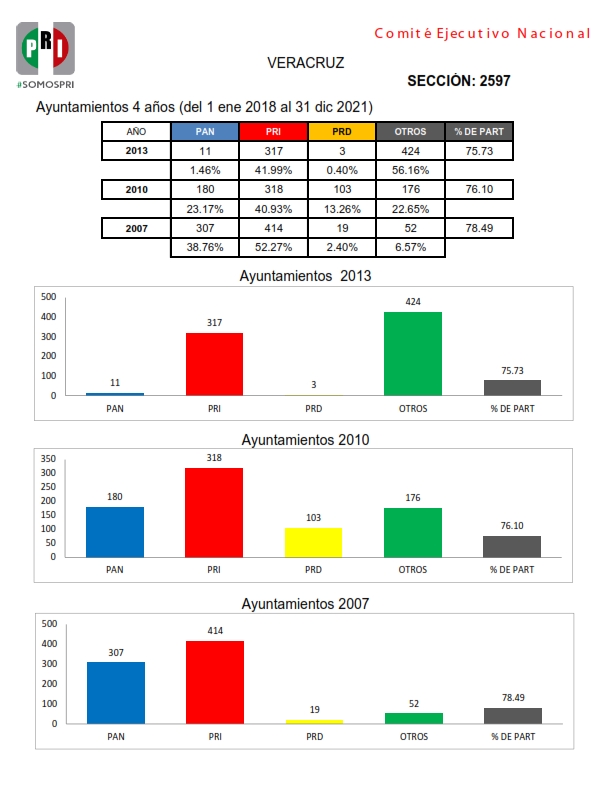 Comité Ejecutivo Nacional
PRI
#SOMOSPRI
VERACRUZ
SECCIÓN: 2597
Ayuntamientos 4 años (del 1 ene 2018 al 31 dic 2021)
AÑO PAN PRI PRD OTROS % DE PART
2013 11 317 3 424 75.73
1.46% 41.99% 0.40% 56.16%
2010 180 318 103 176 76.10
23.17% 40.93% 13.26% 22.65%
2007 307 414 19 52 78.49
38.76% 52.27% 2.40% 6.57%
Ayuntamientos 2013
500
400
300
200
100
0
11 317 3 424 75.73
PAN PRI PRD OTROS % DE PART
Ayuntamientos 2010
350
300
250
200
150
100
50
0
180 318 103 176 76.10
PAN PRI PRD OTROS % DE PART
Ayuntamientos 2007
500
400
300
200
100
0
307 414 19 52 78.49
PAN PRI PRD OTROS % DE PART